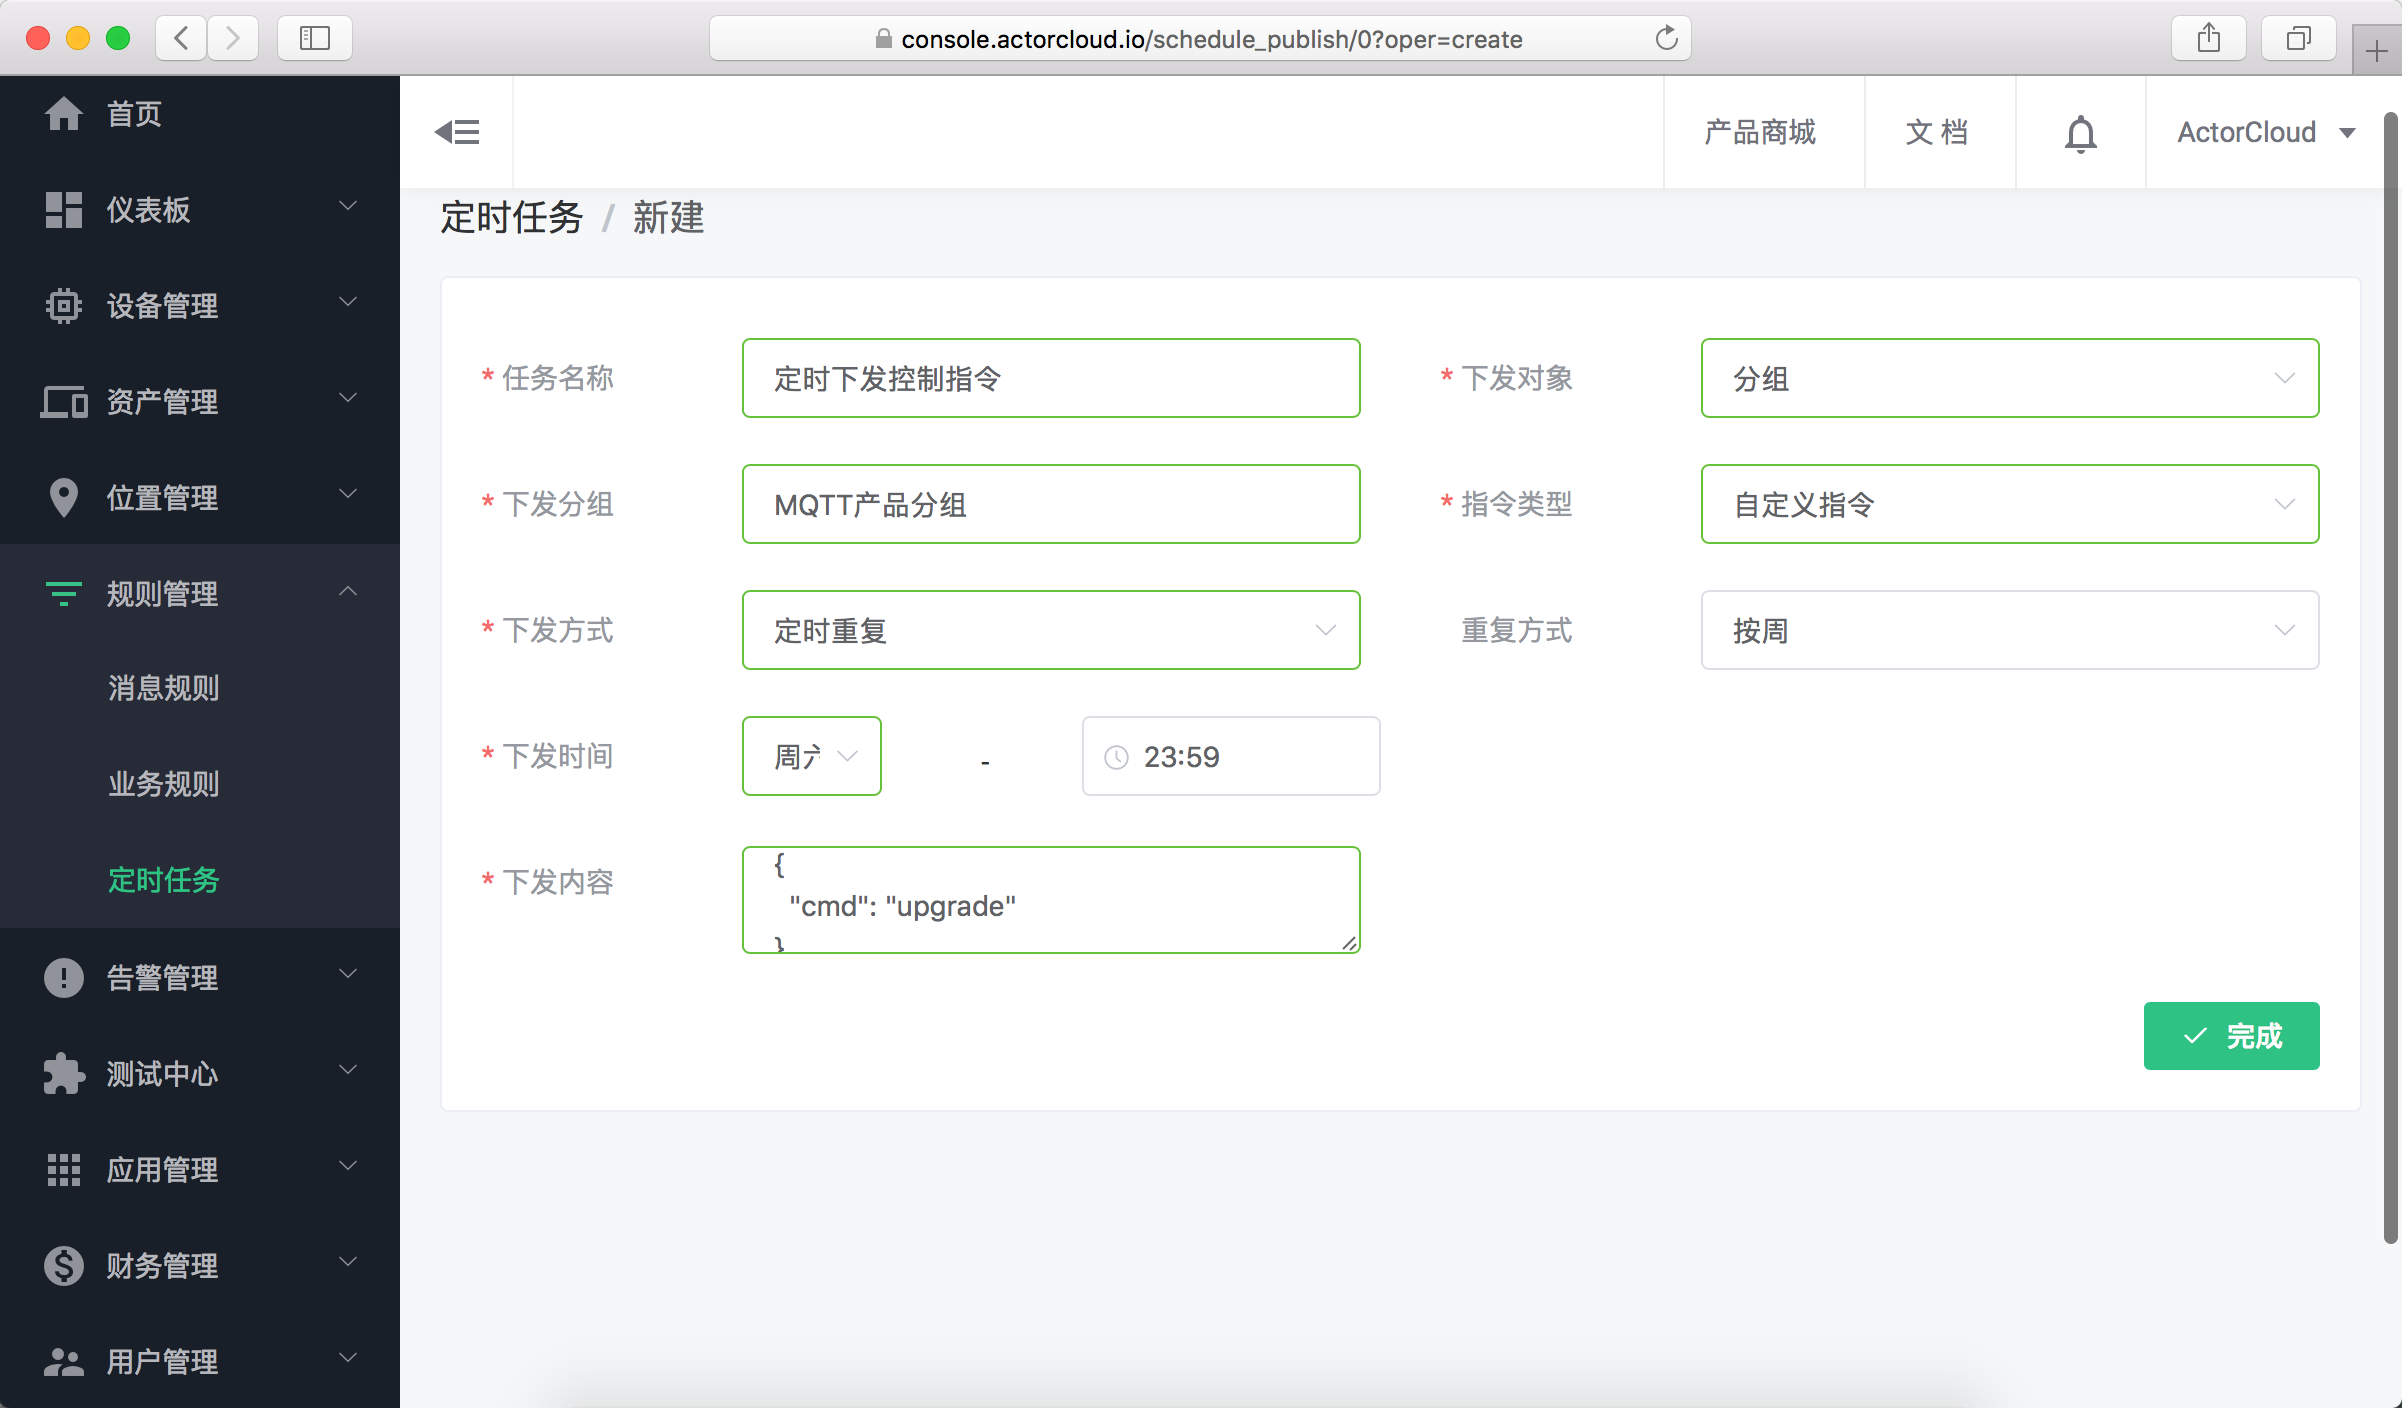 console.actorcloud.io/schedule_publish/0?oper=create
首页
仪表板
设备管理
资产管理
位置管理
规则管理
消息规则
业务规则
定时任务
告警管理
测试中心
应用管理
财务管理
用户管理
产品商城
文 档
ActorCloud
定时任务 / 新建
* 任务名称
定时下发控制指令
* 下发对象
分组
* 下发分组
MQTT产品分组
* 指令类型
自定义指令
* 下发方式
定时重复
重复方式
按周
* 下发时间
周六
-
23:59
* 下发内容
{
"cmd": "upgrade"
}
完成